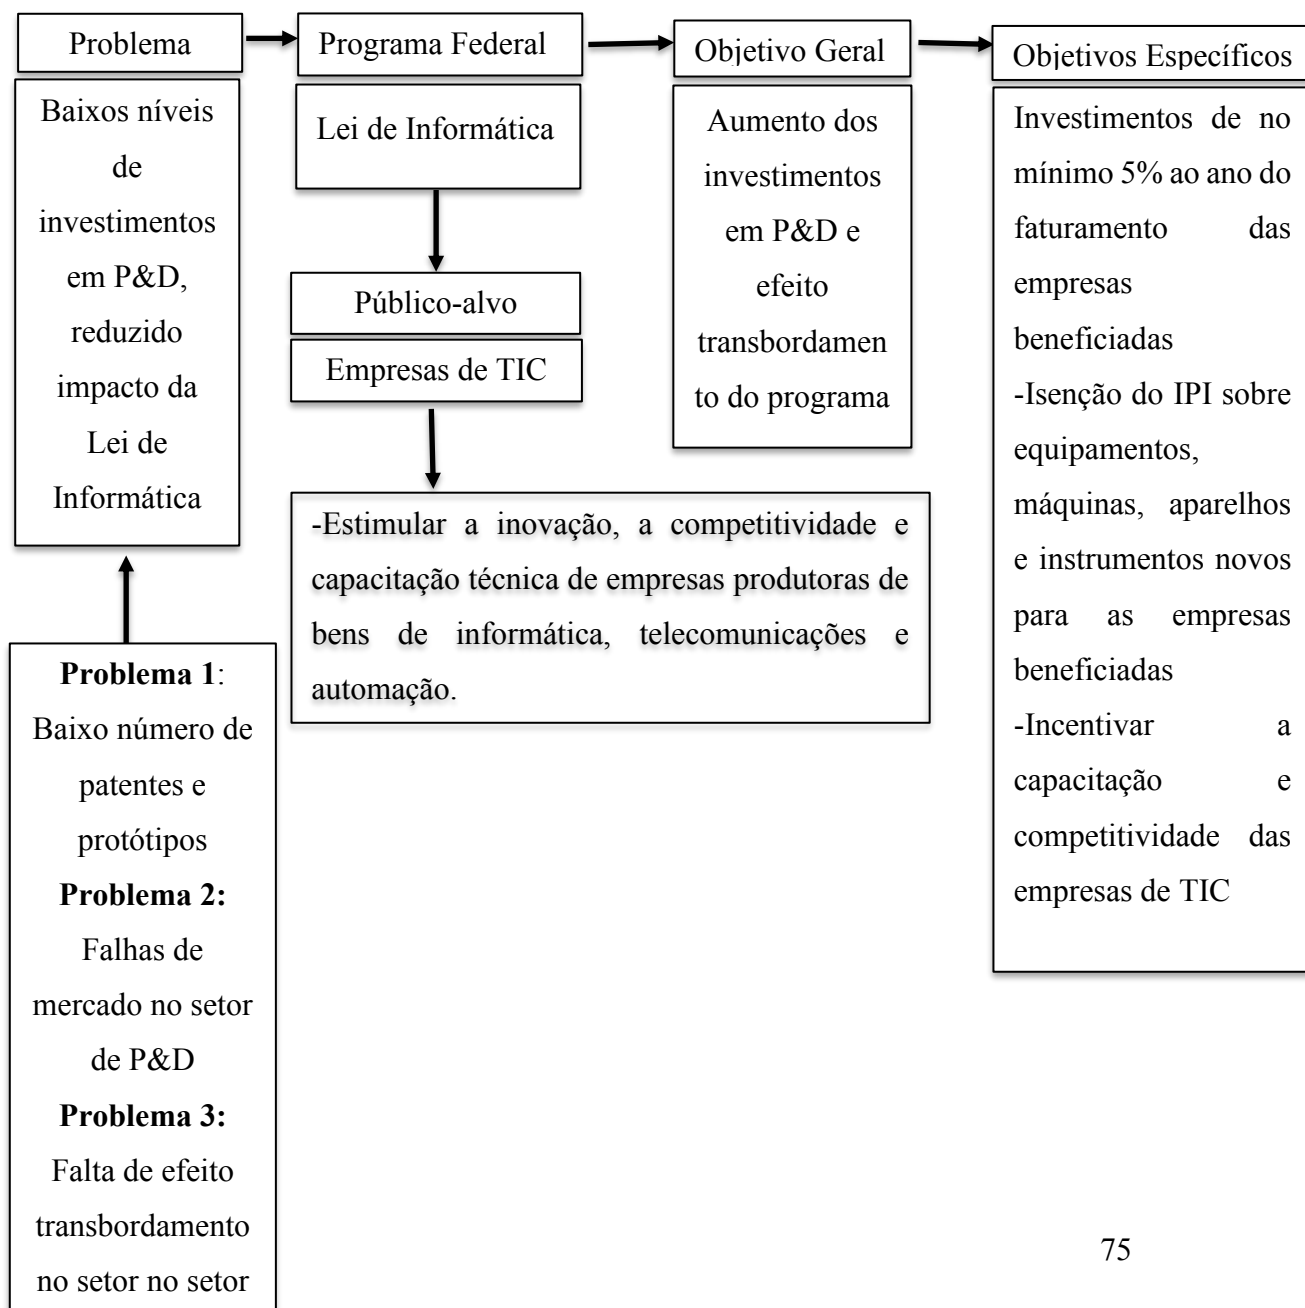 Problema
Programa Federal
Objetivo Geral
Objetivos Específicos
Baixos níveis
de
investimentos
em P&D,
reduzido
impacto da
Lei de
Informática
Lei de Informática
Público-alvo
Empresas de TIC
-Estimular a inovação, a competitividade e
capacitação técnica de empresas produtoras de
bens de informática, telecomunicações e
automação.
Aumento dos
investimentos
em P&D e
efeito
transbordamen
to do programa
Investimentos de no
mínimo 5% ao ano do
faturamento das
empresas
beneficiadas
-Isenção do IPI sobre
equipamentos,
máquinas, aparelhos
e instrumentos novos
para as empresas
beneficiadas
-Incentivar a
capacitação e
competitividade das
empresas de TIC
Problema 1:
Baixo número de
patentes e
protótipos
Problema 2:
Falhas de
mercado no setor
de P&D
Problema 3:
Falta de efeito
transbordamento
no setor no setor
75